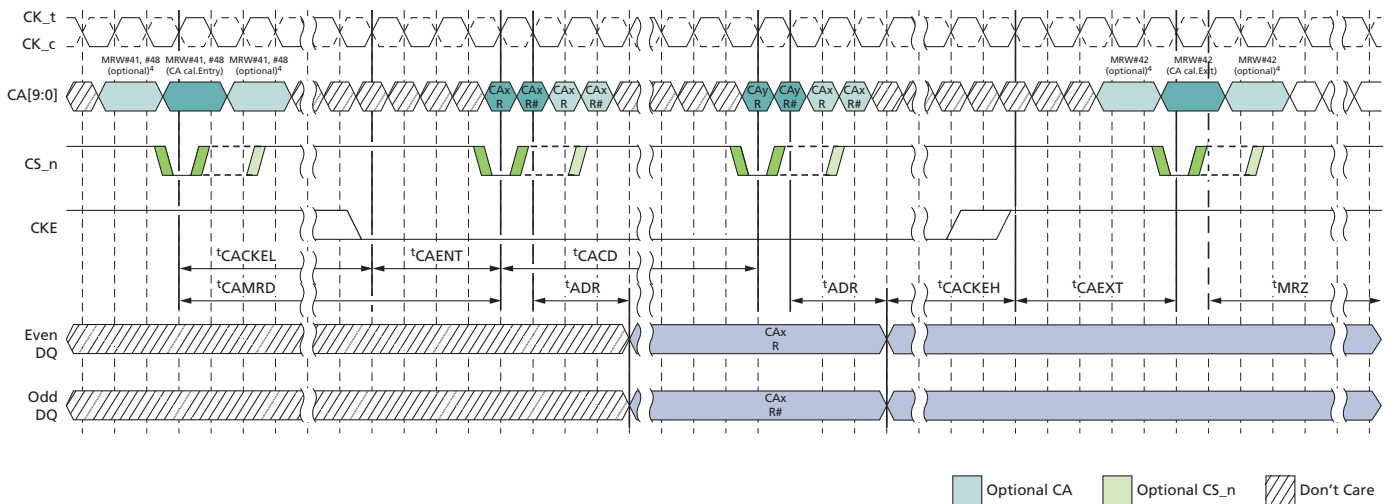 CK_t
CK_c
MRW#41, #48
(optional)4
MRW#41, #48
(CA cal.Entry)
MRW#41, #48
(optional)4
MRW#42
(optional)4
MRW#42
(CA cal.Exit)
MRW#42
(optional)4
CA[9:0]
CAx
R
CAx
R#
CAx
R
CAx
R#
CAy
R
CAy
R#
CAx
R
CAx
R#
CS_n
CKE
tCACKEL
tCAENT
tCACD
tCAMRD
tADR
tADR
tCACKEH
tCAEXT
tMRZ
Even
DQ
CAx
R
Odd
DQ
CAx
R#
Optional CA
Optional CS_n
Don't Care